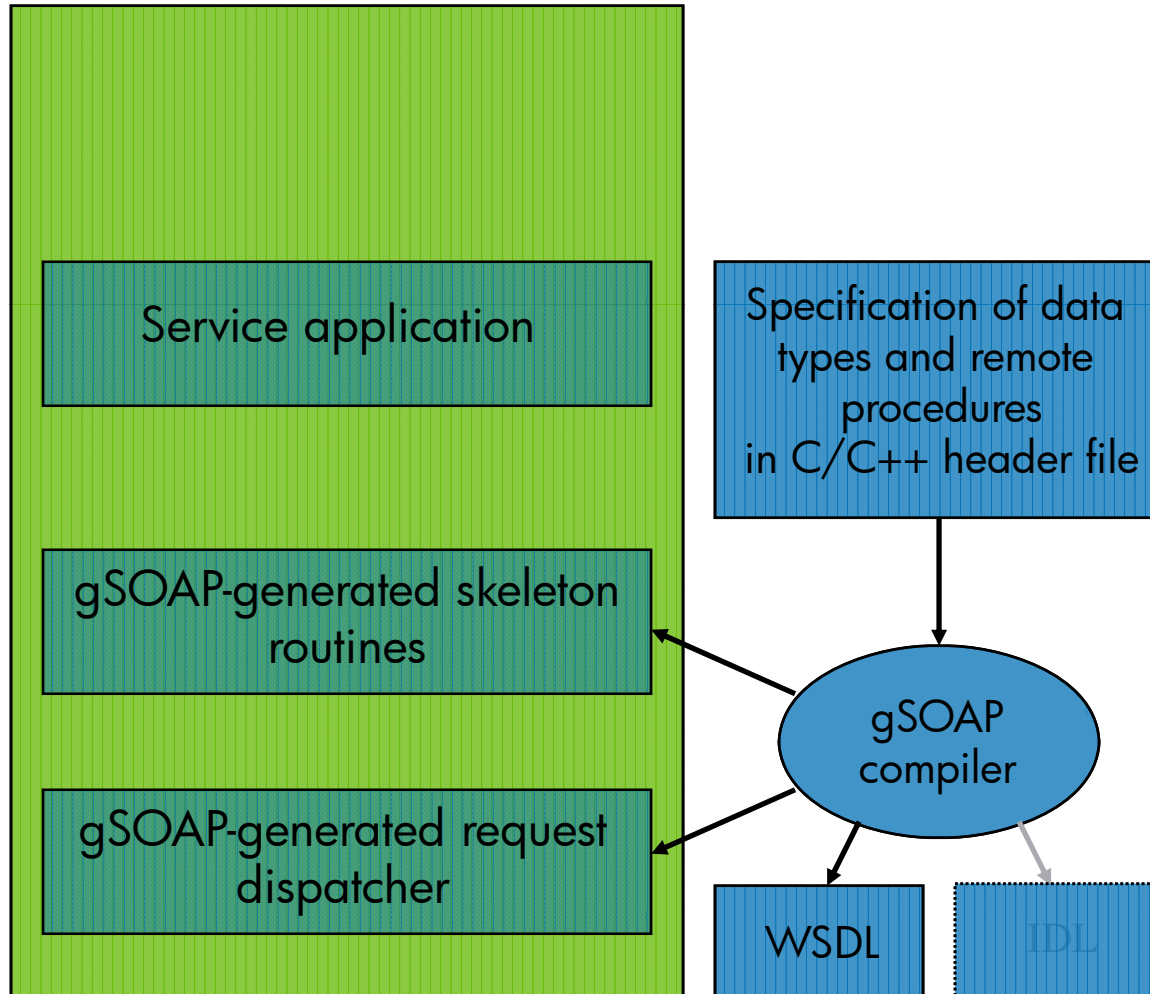 Service application
Specification of data
types and remote
procedures
in C/C++ header file
gSOAP-generated skeleton
routines
gSOAP
compiler
gSOAP-generated request
dispatcher
WSDL
IDL